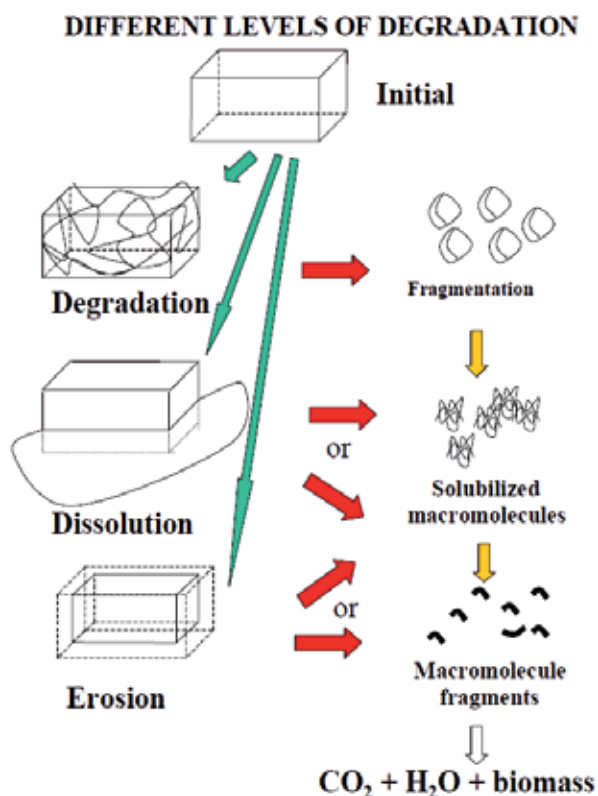 DIFFERENT LEVELS OF DEGRADATION
Initial
Degradation
Fragmentation
or
Dissolution
Solubilized
macromolecules
or
Erosion
Macromolecule
fragments
CO₂ + H₂O + biomass